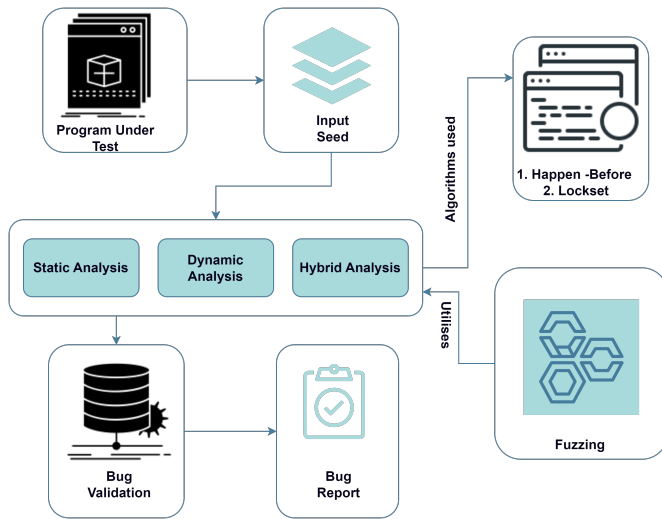 Program Under
Test
Input
Seed
Algorithms used
1. Happen -Before
2. Lockset
Static Analysis
Dynamic
Analysis
Hybrid Analysis
Utilises
Fuzzing
Bug
Validation
Bug
Report